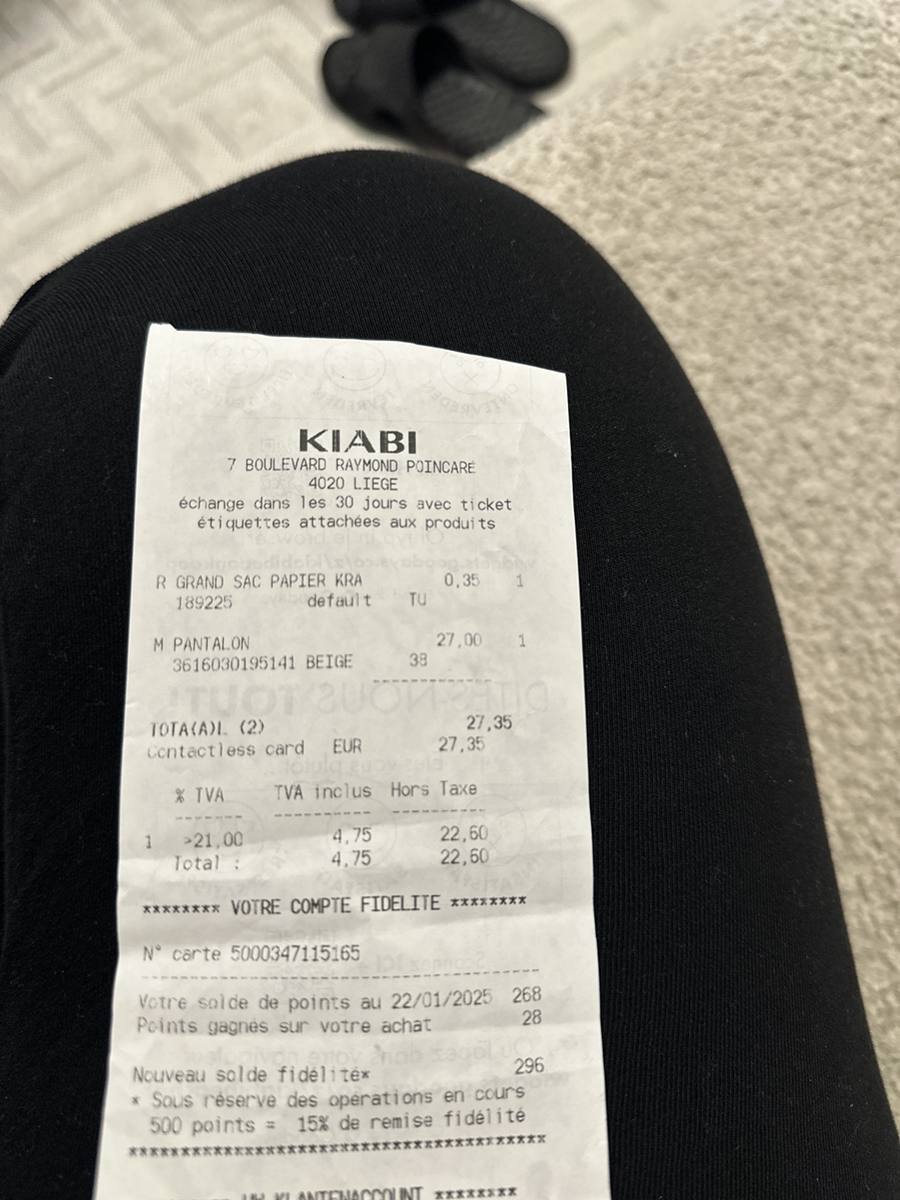 KIABI
7 BOULEVARD RAYMOND POINCARE
4020 LIEGE
échange dans les 30 jours avec ticket
étiquettes attachées aux produits
R GRAND SAC PAPIER KRA 0,35 1
189225 default TU
M PANTALON 27,00 1
3616030195141 BEIGE 38
--------------
TOTA(A)L (2) 27,35
Contactless card EUR 27,35
% TVA TVA inclus Hors Taxe
------- ---------- ----------
1 >21,00 4,75 22,60
Total : 4,75 22,60
******** VOTRE COMPTE FIDELITE ********
N° carte 5000347115165
------------------------------------------
Votre solde de points au 22/01/2025 268
Points gagnés sur votre achat 28
Nouveau solde fidélité* 296
* Sous réserve des opérations en cours
500 points = 15% de remise fidélité
******************************************
KLANTENACCOUNT ********